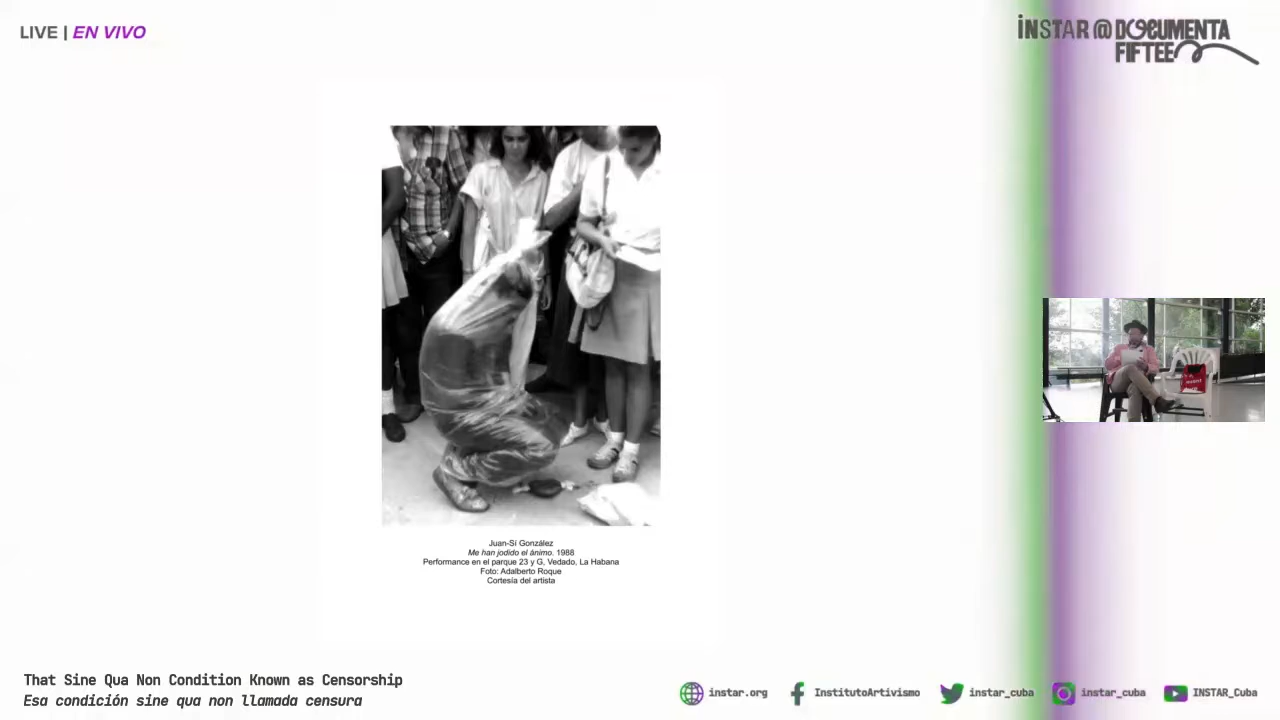 LIVE | EN VIVO
INSTAR @ DOCUMENTA
FIFTEE
Juan-Sí González
Me han jodido el ánimo. 1988
Performance en el parque 23 y G, Vedado, La Habana
Foto: Adalberto Roque
Cortesía del artista
That Sine Qua Non Condition Known as Censorship
Esa condición sine qua non llamada censura
instar.org
InstitutoArtivismo
instar_cuba
instar_cuba
INSTAR_Cuba